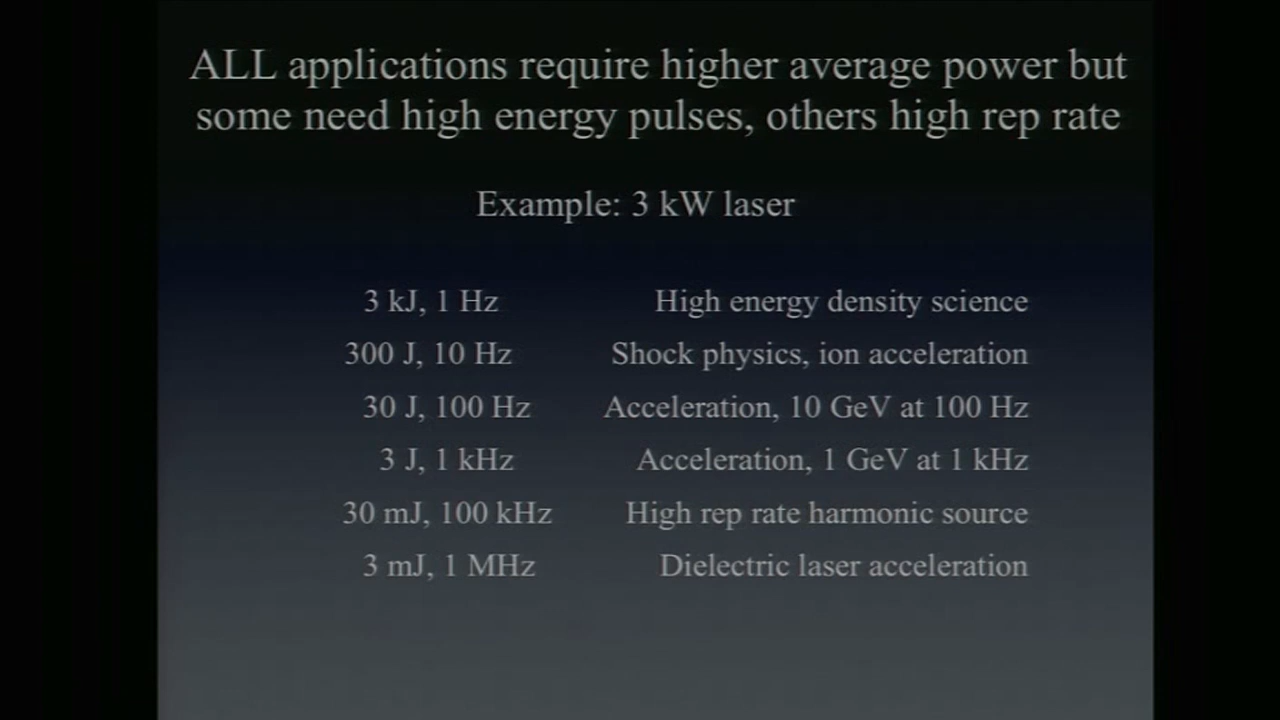 ALL applications require higher average power but
some need high energy pulses, others high rep rate
Example: 3 kW laser
3 kJ, 1 Hz High energy density science
300 J, 10 Hz Shock physics, ion acceleration
30 J, 100 Hz Acceleration, 10 GeV at 100 Hz
3 J, 1 kHz Acceleration, 1 GeV at 1 kHz
30 mJ, 100 kHz High rep rate harmonic source
3 mJ, 1 MHz Dielectric laser acceleration